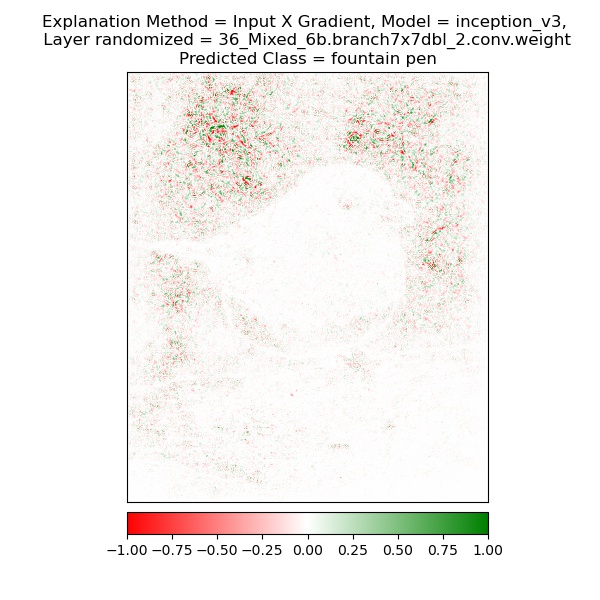 Explanation Method = Input X Gradient, Model = inception_v3,
Layer randomized = 36_Mixed_6b.branch7x7dbl_2.conv.weight
Predicted Class = fountain pen
−1.00 −0.75 −0.50 −0.25 0.00 0.25 0.50 0.75 1.00